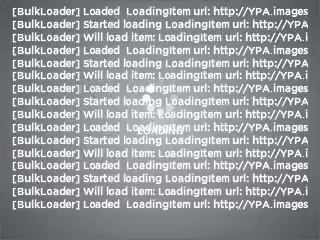 [BulkLoader] Loaded  LoadingItem url: http://YPA.images
[BulkLoader] Started loading LoadingItem url: http://YPA
[BulkLoader] Will load item: LoadingItem url: http://YPA.i
[BulkLoader] Loaded  LoadingItem url: http://YPA.images
[BulkLoader] Started loading LoadingItem url: http://YPA
[BulkLoader] Will load item: LoadingItem url: http://YPA.i
[BulkLoader] Loaded  LoadingItem url: http://YPA.images
[BulkLoader] Started loading LoadingItem url: http://YPA
[BulkLoader] Will load item: LoadingItem url: http://YPA.i
[BulkLoader] Loaded  LoadingItem url: http://YPA.images
LOADING
[BulkLoader] Started loading LoadingItem url: http://YPA
[BulkLoader] Will load item: LoadingItem url: http://YPA.i
[BulkLoader] Loaded  LoadingItem url: http://YPA.images
[BulkLoader] Started loading LoadingItem url: http://YPA
[BulkLoader] Will load item: LoadingItem url: http://YPA.i
[BulkLoader] Loaded  LoadingItem url: http://YPA.images